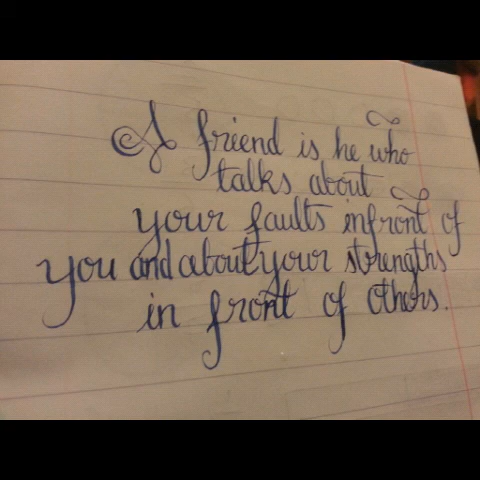 A friend is he who
talks about
your faults infront of
you and about your strengths
in front of others.